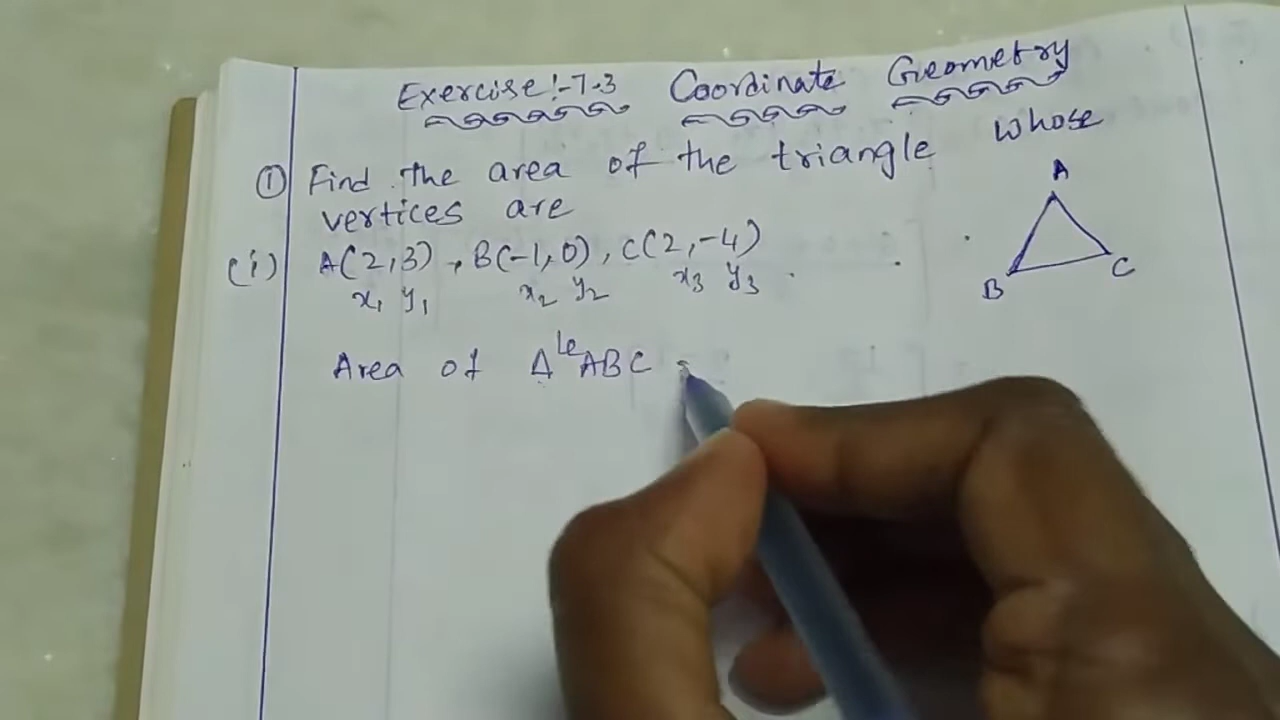 Exercise:-7.3 Coordinate Geometry
① Find the area of the triangle whose
vertices are
(i) A(2,3), B(-1,0), C(2,-4)
x₁ y₁ x₂ y₂ x₃ y₃
A
B
C
Area of Δˡᵉ ABC